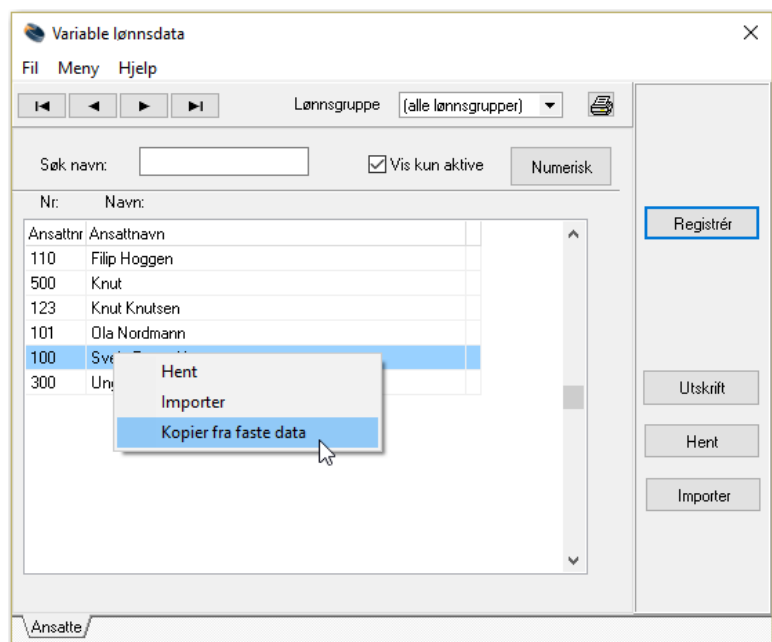 Variable lønnsdata
Fil Meny Hjelp
Lønnsgruppe (alle lønnsgrupper)
Søk navn: Vis kun aktive Numerisk
Nr: Navn:
Ansattnr Ansattnavn
110 Filip Hoggen
500 Knut
123 Knut Knutsen
101 Ola Nordmann
100
300
Hent
Importer
Kopier fra faste data
Registrér
Utskrift
Hent
Importer
Ansatte